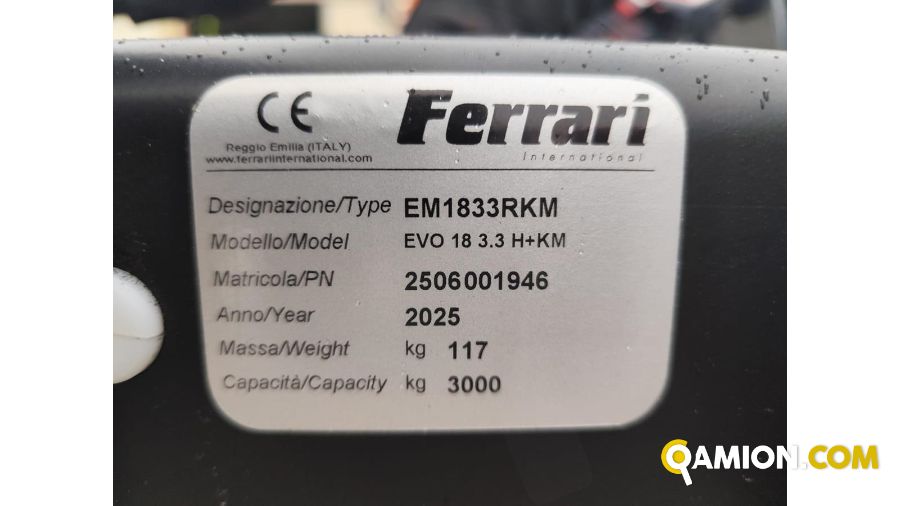 CE
Ferrari
International
Reggio Emilia (ITALY)
www.ferrariinternational.com
Designazione/Type EM1833RKM
Modello/Model EVO 18 3.3 H+KM
Matricola/PN 2506001946
Anno/Year 2025
Massa/Weight kg 117
Capacità/Capacity kg 3000
QAMION.COM